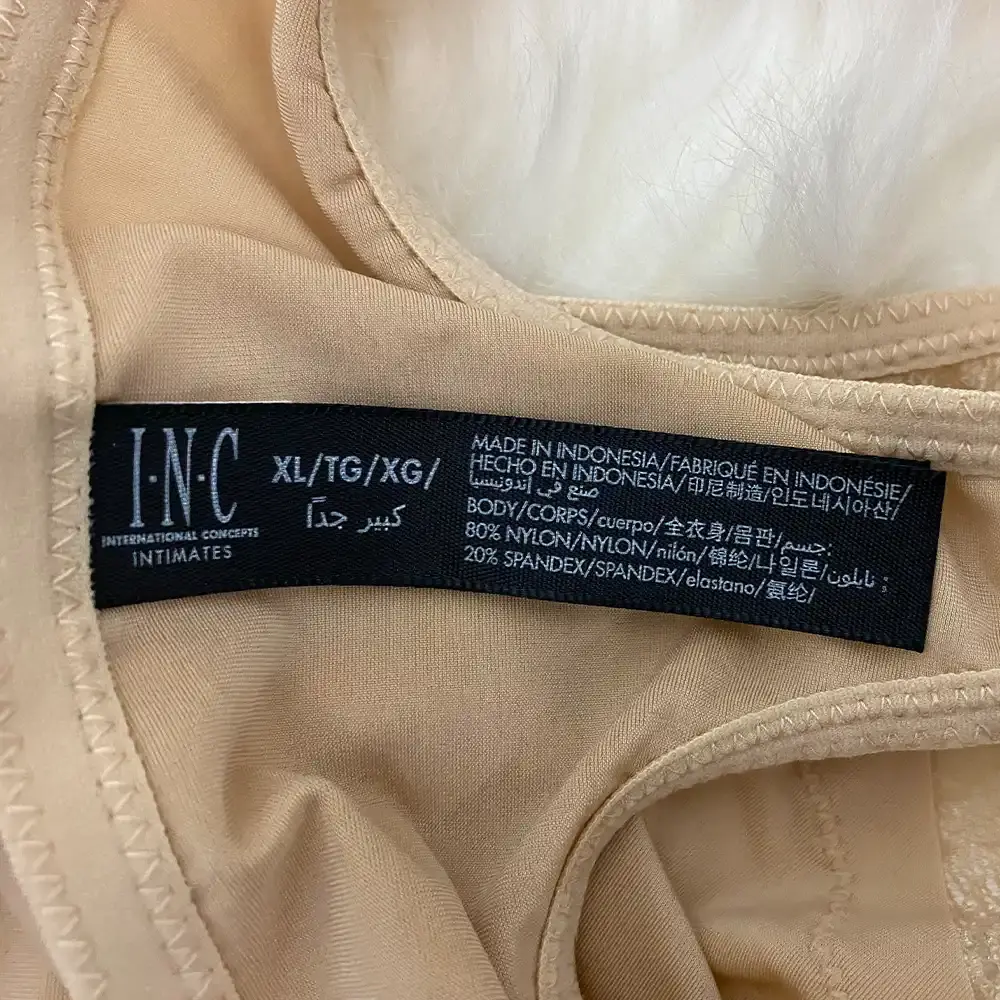 I·N·C
INTERNATIONAL CONCEPTS
INTIMATES
XL/TG/XG/
كبير جداً
MADE IN INDONESIA/FABRIQUÉ EN INDONÉSIE/
HECHO EN INDONESIA/印尼制造/인도네시아산/
صنع في إندونيسيا
BODY/CORPS/cuerpo/全衣身/몸판/جسم:
80% NYLON/NYLON/nilón/锦纶/나일론/نايلون
20% SPANDEX/SPANDEX/elastano/氨纶/